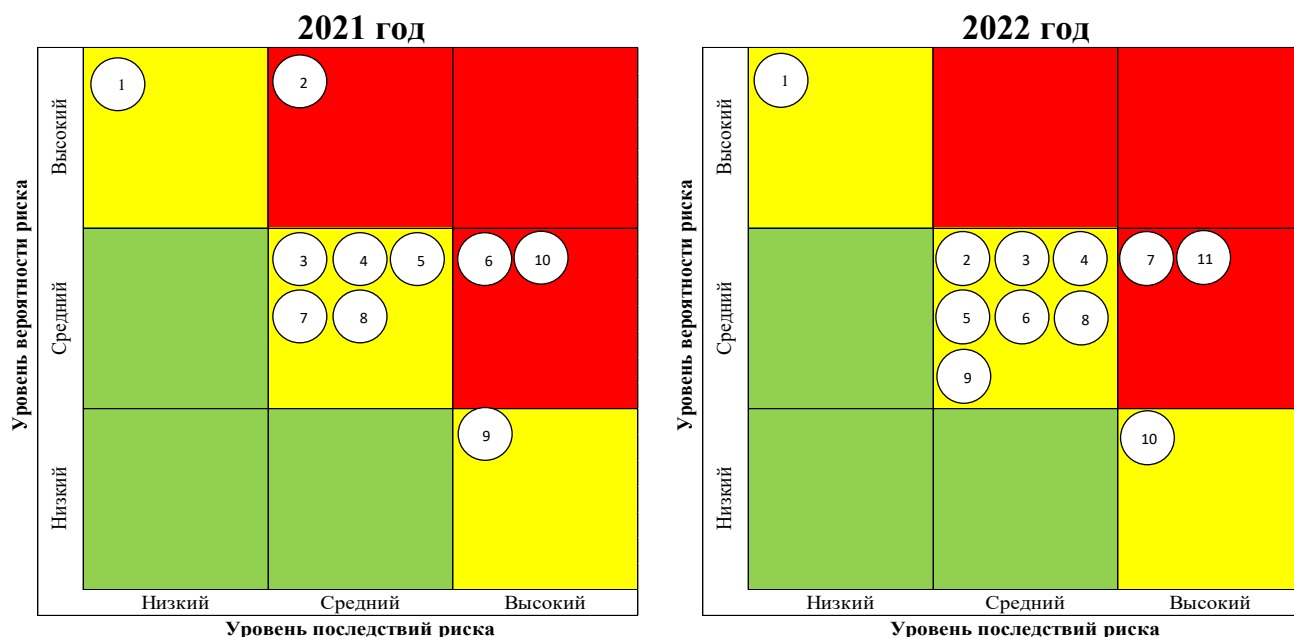 2021 год
Уровень вероятности риска
Высокий
Средний
Низкий
1
2
3
4
5
6
10
7
8
9
Низкий
Средний
Высокий
Уровень последствий риска
2022 год
Уровень вероятности риска
Высокий
Средний
Низкий
1
2
3
4
7
11
5
6
8
9
10
Низкий
Средний
Высокий
Уровень последствий риска